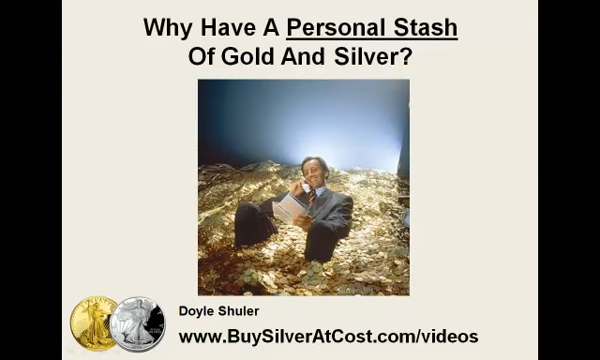 Why Have A Personal Stash
Of Gold And Silver?
Doyle Shuler
www.BuySilverAtCost.com/videos